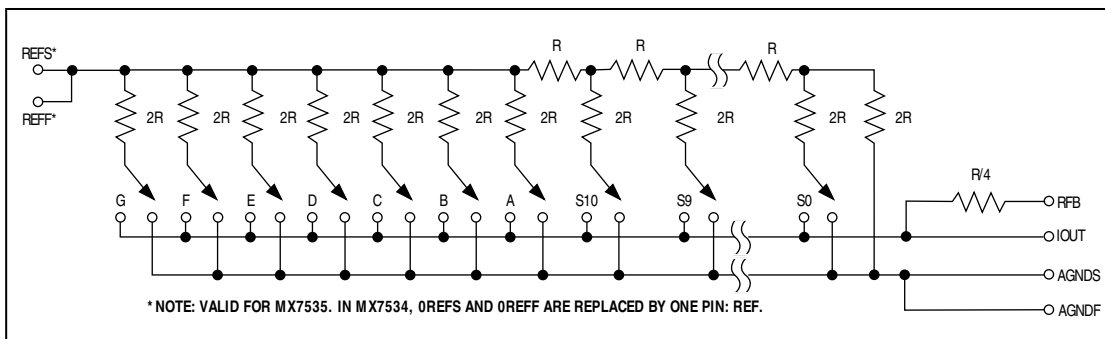 R R R
REFS*
REFF*
2R 2R 2R 2R 2R 2R 2R 2R 2R 2R 2R
R/4
G F E D C B A S10 S9 S0
RFB
IOUT
AGNDS
* NOTE: VALID FOR MX7535. IN MX7534, 0REFS AND 0REFF ARE REPLACED BY ONE PIN: REF.
AGNDF